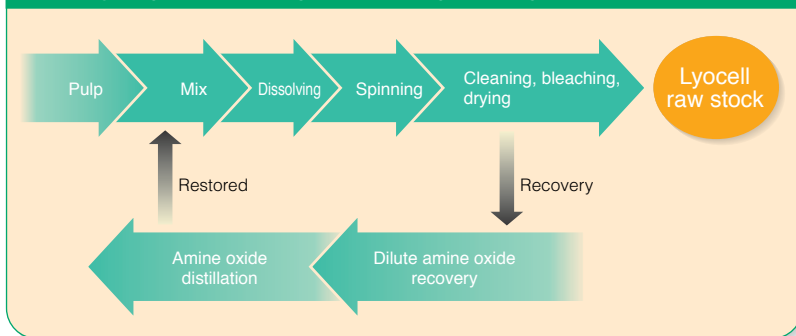 Pulp
Mix
Dissolving
Spinning
Cleaning, bleaching,
drying
Lyocell
raw stock
Restored
Recovery
Amine oxide
distillation
Dilute amine oxide
recovery